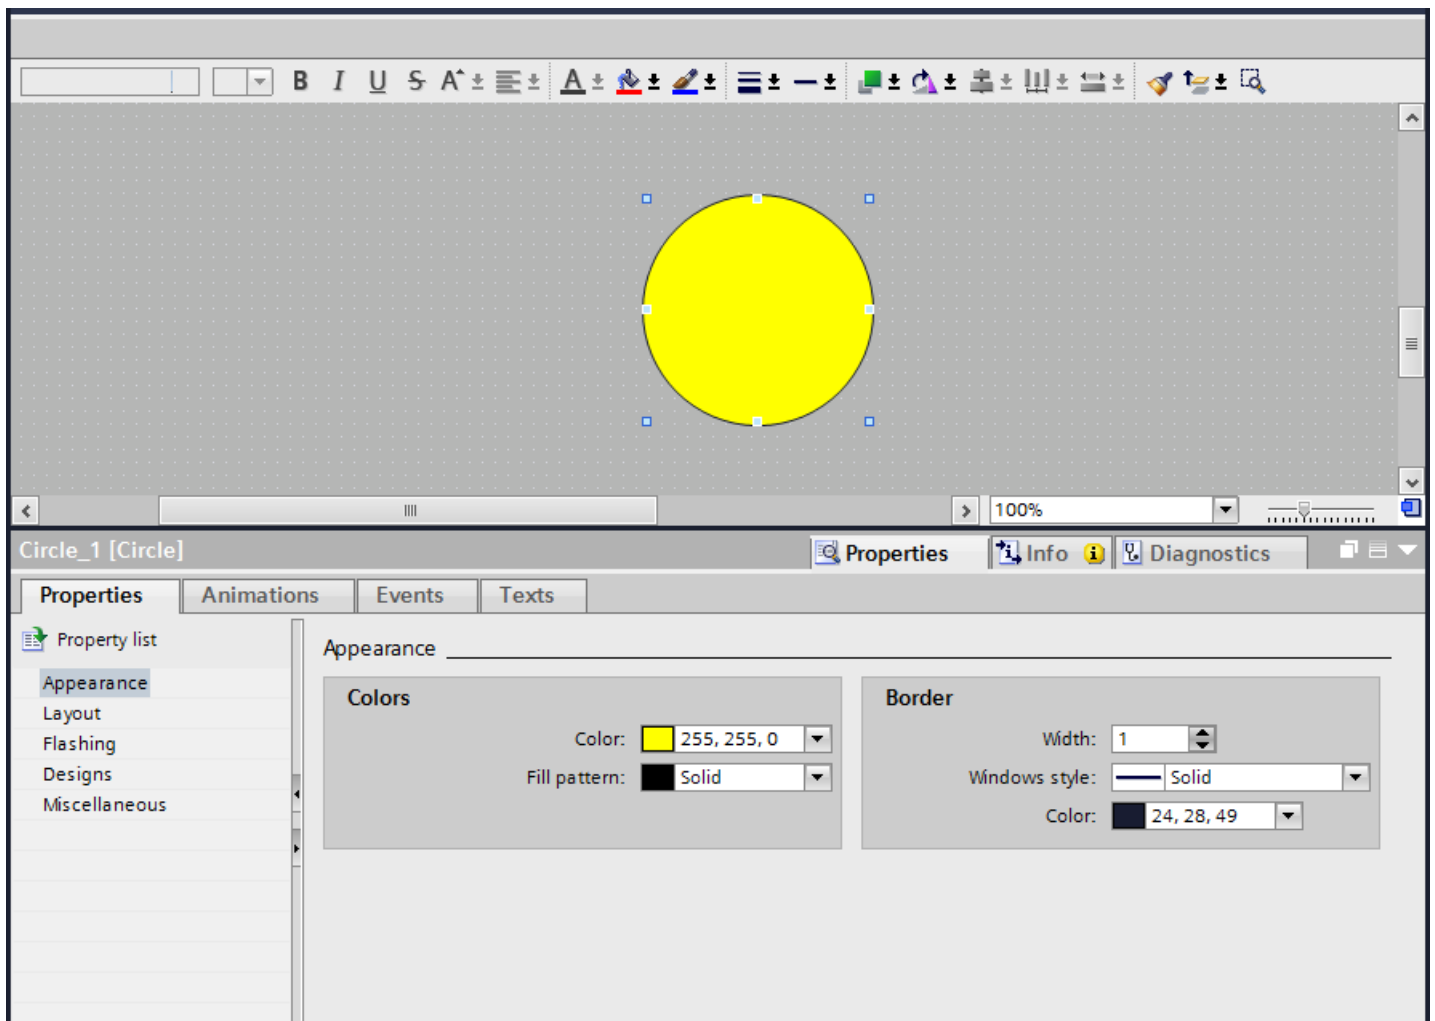 B I U S A A
100%
Circle_1 [Circle]
Properties Info Diagnostics
Properties Animations Events Texts
Property list
Appearance
Layout
Flashing
Designs
Miscellaneous
Appearance
Colors
Color: 255, 255, 0
Fill pattern: Solid
Border
Width: 1
Windows style: Solid
Color: 24, 28, 49